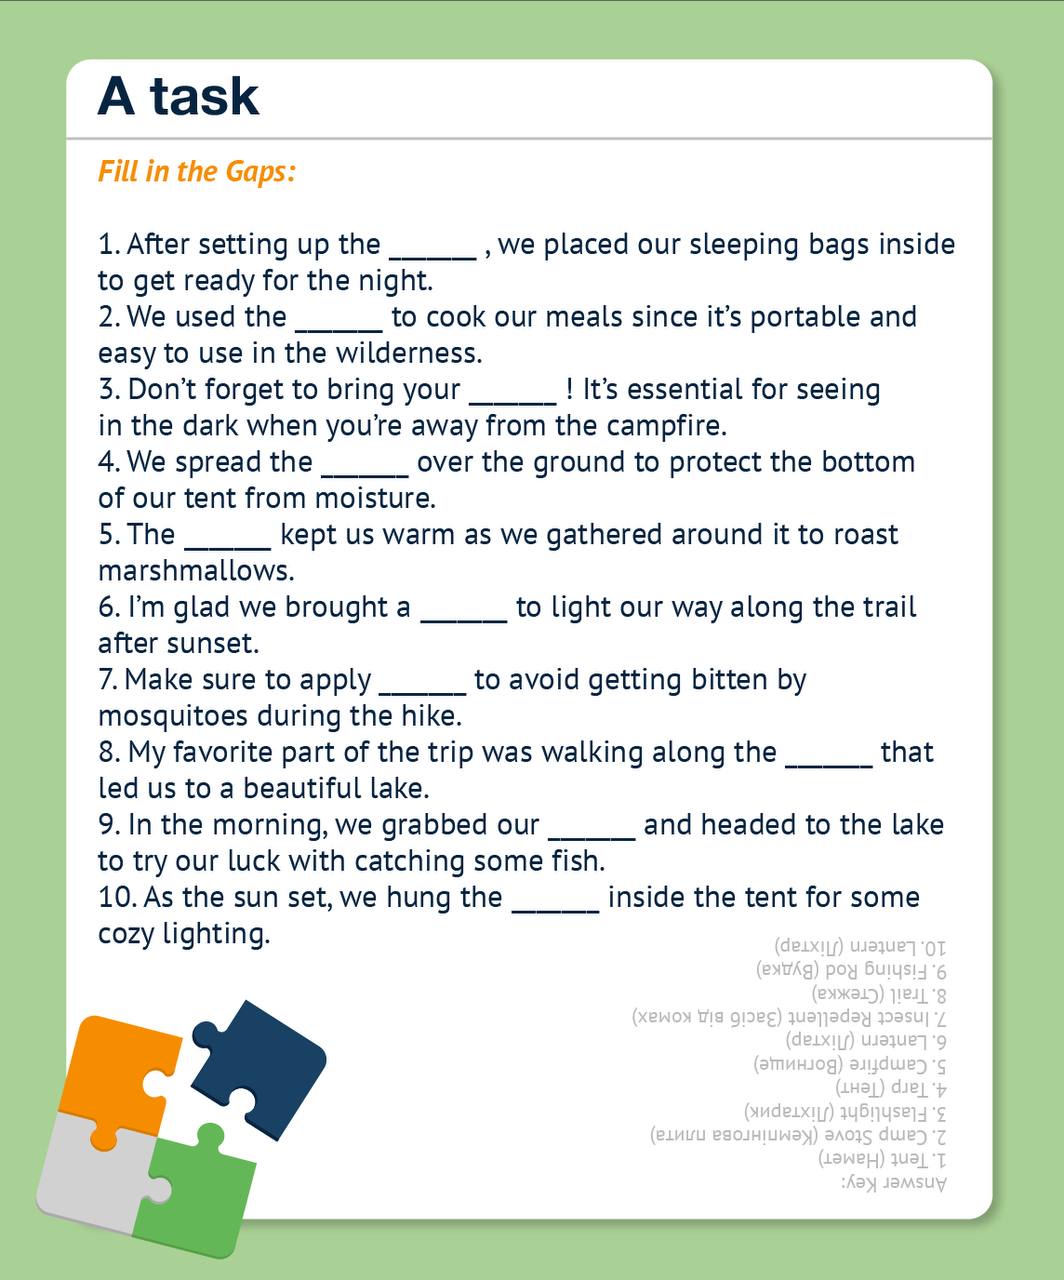 A task
Fill in the Gaps:
1. After setting up the _______ , we placed our sleeping bags inside
to get ready for the night.
2. We used the _______ to cook our meals since it’s portable and
easy to use in the wilderness.
3. Don’t forget to bring your _______ ! It’s essential for seeing
in the dark when you’re away from the campfire.
4. We spread the _______ over the ground to protect the bottom
of our tent from moisture.
5. The _______ kept us warm as we gathered around it to roast
marshmallows.
6. I’m glad we brought a _______ to light our way along the trail
after sunset.
7. Make sure to apply _______ to avoid getting bitten by
mosquitoes during the hike.
8. My favorite part of the trip was walking along the _______ that
led us to a beautiful lake.
9. In the morning, we grabbed our _______ and headed to the lake
to try our luck with catching some fish.
10. As the sun set, we hung the _______ inside the tent for some
cozy lighting.
Answer Key:
1. Tent (Намет)
2. Camp Stove (Кемпінгова плита)
3. Flashlight (Ліхтарик)
4. Tarp (Тент)
5. Campfire (Вогнище)
6. Lantern (Ліхтар)
7. Insect Repellent (Засіб від комах)
8. Trail (Стежка)
9. Fishing Rod (Вудка)
10. Lantern (Ліхтар)